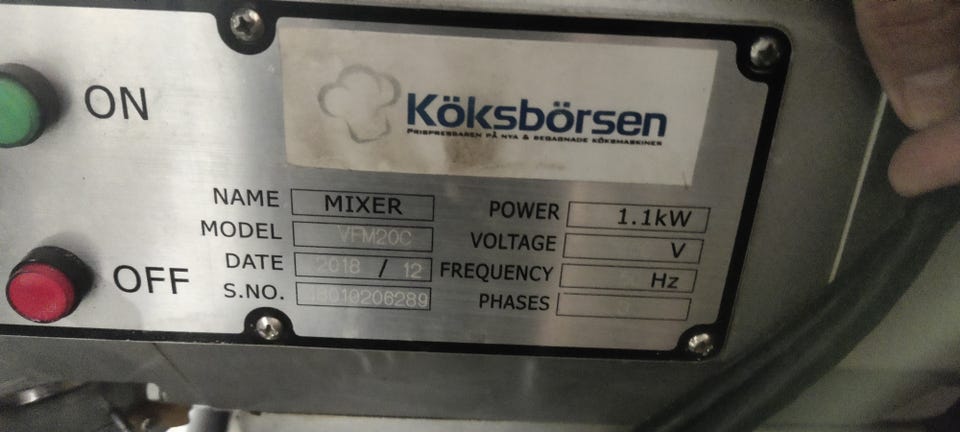 ON
Köksbörsen
PRISPRESSAREN PÅ NYA & BEGAGNADE KÖKSMASKINER
NAME MIXER
POWER 1.1kW
MODEL VFM20C
VOLTAGE V
DATE 2018 / 12
FREQUENCY Hz
OFF
S.NO. 18010206289
PHASES